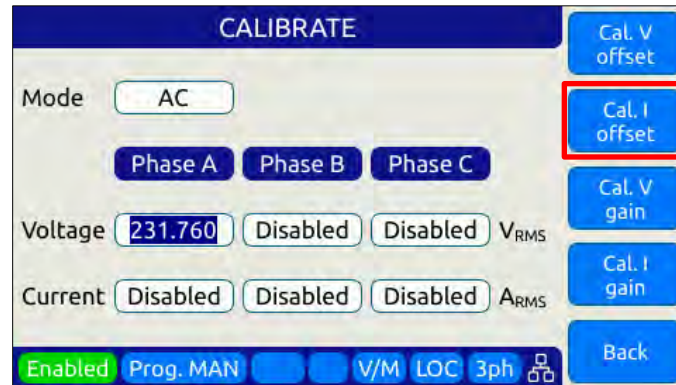 CALIBRATE
Cal. V
offset
Mode AC
Cal. I
offset
Phase A Phase B Phase C
Cal. V
gain
Voltage 231.760 Disabled Disabled VRMS
Cal. I
gain
Current Disabled Disabled Disabled ARMS
Enabled Prog. MAN V/M LOC 3ph
Back